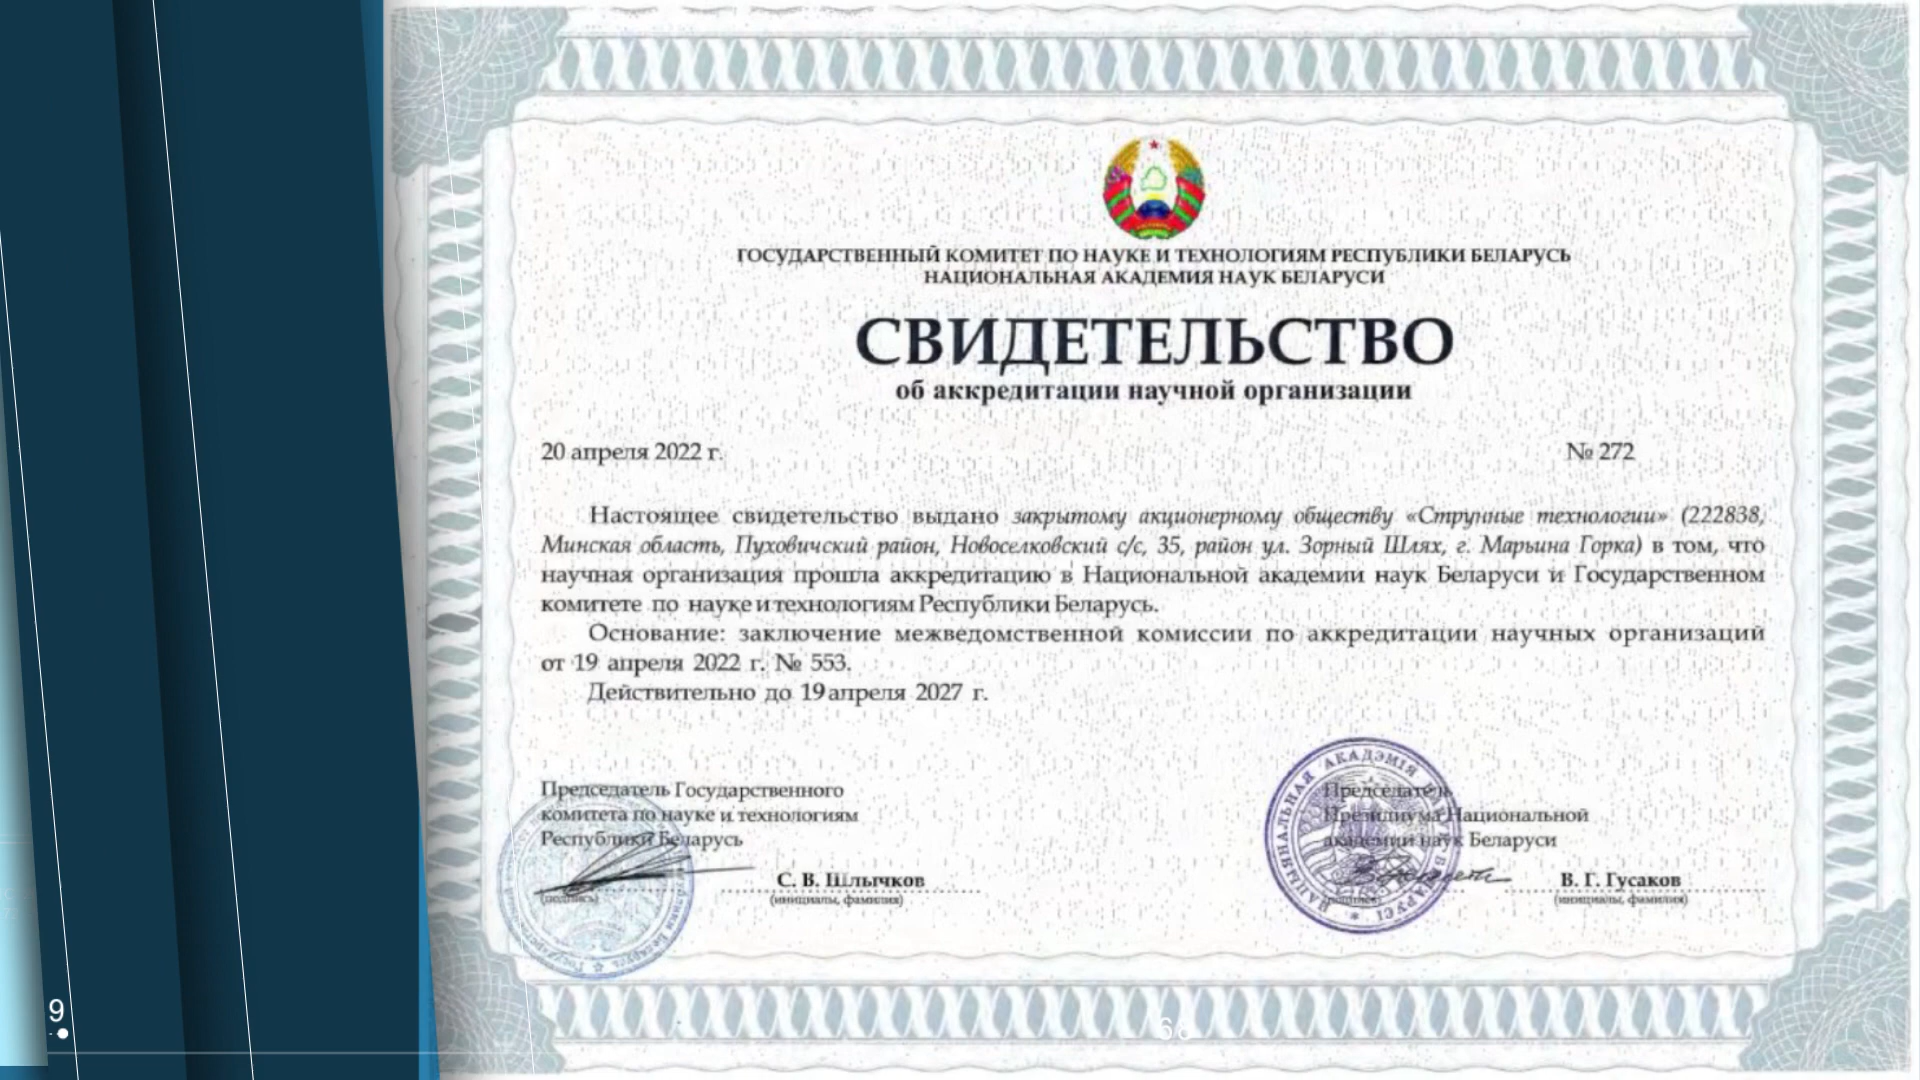 ГОСУДАРСТВЕННЫЙ КОМИТЕТ ПО НАУКЕ И ТЕХНОЛОГИЯМ РЕСПУБЛИКИ БЕЛАРУСЬ
НАЦИОНАЛЬНАЯ АКАДЕМИЯ НАУК БЕЛАРУСИ
СВИДЕТЕЛЬСТВО
об аккредитации научной организации
20 апреля 2022 г.
№ 272
Настоящее свидетельство выдано закрытому акционерному обществу «Струнные технологии» (222838,
Минская область, Пуховичский район, Новоселковский с/с, 35, район ул. Зорный Шлях, г. Марьина Горка) в том, что
научная организация прошла аккредитацию в Национальной академии наук Беларуси и Государственном
комитете по науке и технологиям Республики Беларусь.
Основание: заключение межведомственной комиссии по аккредитации научных организаций
от 19 апреля 2022 г. № 553.
Действительно до 19 апреля 2027 г.
Председатель Государственного
комитета по науке и технологиям
Республики Беларусь
С. В. Шлычков
(подпись)
(инициалы, фамилия)
Председатель
Президиума Национальной
академии наук Беларуси
В. Г. Гусаков
(подпись)
(инициалы, фамилия)
НАЦЫЯНАЛЬНАЯ АКАДЭМІЯ НАВУК БЕЛАРУСІ
9
68